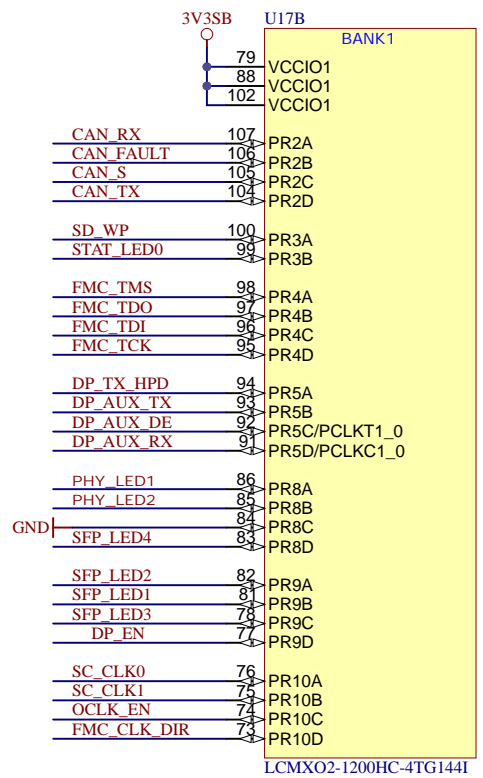 3V3SB U17B
BANK1
79 VCCIO1
88 VCCIO1
102 VCCIO1
CAN_RX 107 PR2A
CAN_FAULT 106 PR2B
CAN_S 105 PR2C
CAN_TX 104 PR2D
SD_WP 100 PR3A
STAT_LED0 99 PR3B
FMC_TMS 98 PR4A
FMC_TDO 97 PR4B
FMC_TDI 96 PR4C
FMC_TCK 95 PR4D
DP_TX_HPD 94 PR5A
DP_AUX_TX 93 PR5B
DP_AUX_DE 92 PR5C/PCLKT1_0
DP_AUX_RX 91 PR5D/PCLKC1_0
PHY_LED1 86 PR8A
PHY_LED2 85 PR8B
GND 84 PR8C
SFP_LED4 83 PR8D
SFP_LED2 82 PR9A
SFP_LED1 81 PR9B
SFP_LED3 78 PR9C
DP_EN 77 PR9D
SC_CLK0 76 PR10A
SC_CLK1 75 PR10B
OCLK_EN 74 PR10C
FMC_CLK_DIR 73 PR10D
LCMXO2-1200HC-4TG144I